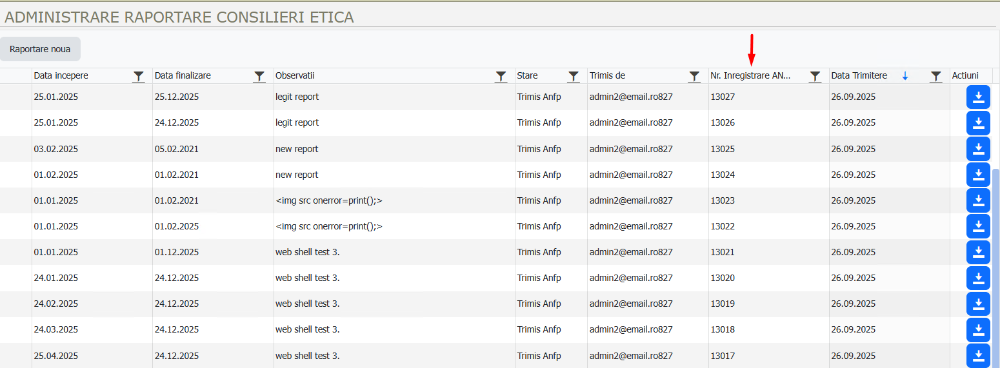 ADMINISTRARE RAPORTARE CONSILIERI ETICA
Raportare noua
Data incepere Data finalizare Observatii Stare Trimis de Nr. Inregistrare AN... Data Trimitere Actiuni
25.01.2025 25.12.2025 legit report Trimis Anfp admin2@email.ro827 13027 26.09.2025
25.01.2025 24.12.2025 legit report Trimis Anfp admin2@email.ro827 13026 26.09.2025
03.02.2025 05.02.2021 new report Trimis Anfp admin2@email.ro827 13025 26.09.2025
01.02.2025 01.02.2021 new report Trimis Anfp admin2@email.ro827 13024 26.09.2025
01.01.2025 01.02.2021 <img src onerror=print();> Trimis Anfp admin2@email.ro827 13023 26.09.2025
01.01.2025 01.02.2025 <img src onerror=print();> Trimis Anfp admin2@email.ro827 13022 26.09.2025
01.01.2025 01.12.2025 web shell test 3. Trimis Anfp admin2@email.ro827 13021 26.09.2025
24.01.2025 24.12.2025 web shell test 3. Trimis Anfp admin2@email.ro827 13020 26.09.2025
24.02.2025 24.12.2025 web shell test 3. Trimis Anfp admin2@email.ro827 13019 26.09.2025
24.03.2025 24.12.2025 web shell test 3. Trimis Anfp admin2@email.ro827 13018 26.09.2025
25.04.2025 24.12.2025 web shell test 3. Trimis Anfp admin2@email.ro827 13017 26.09.2025